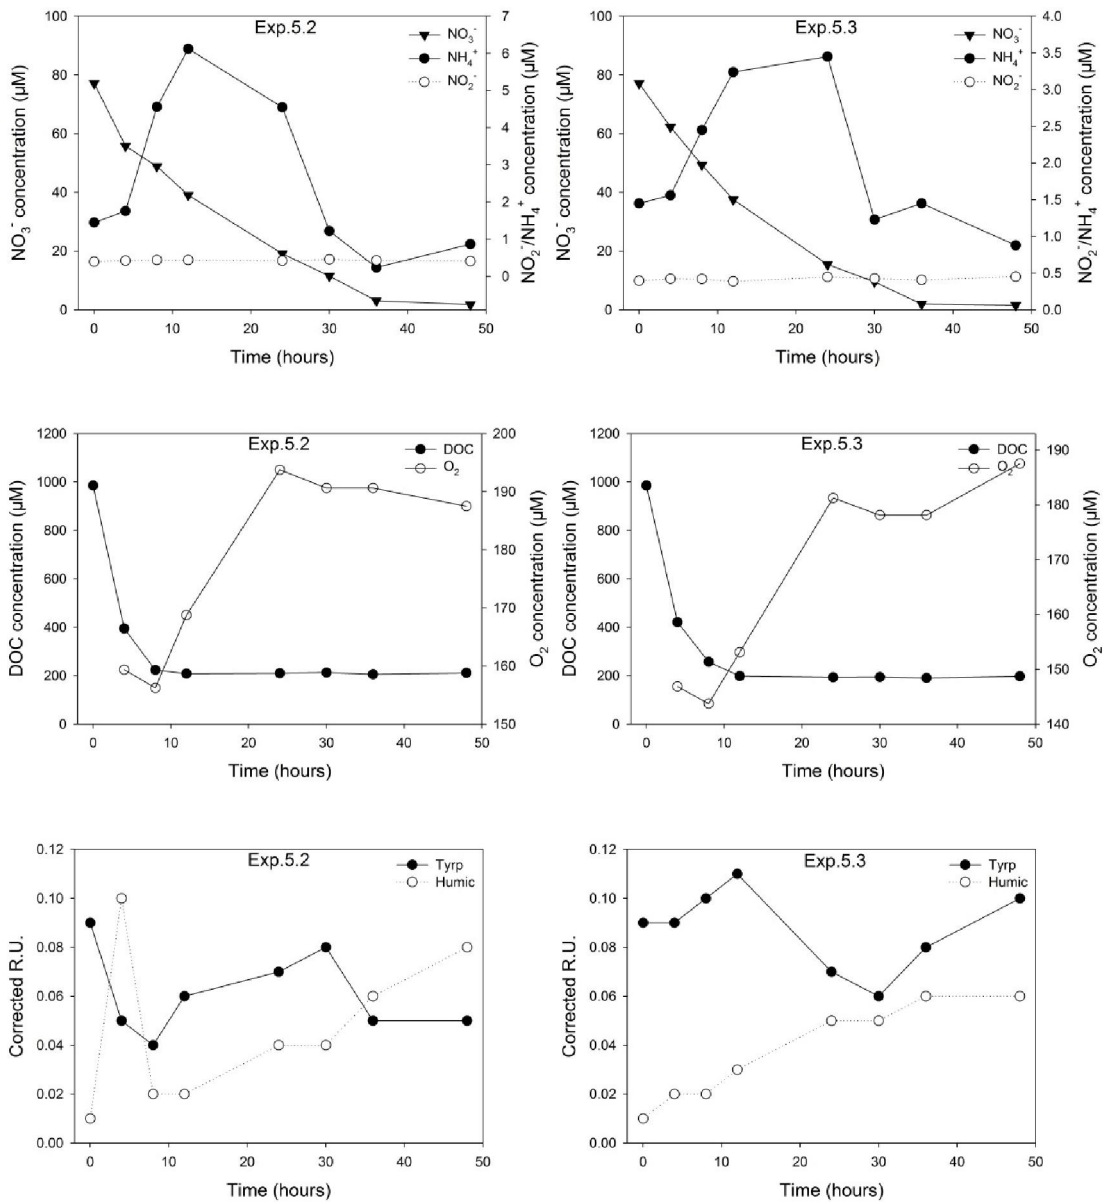 Exp.5.2
NO₃⁻
NH₄⁺
NO₂⁻
NO₃⁻ concentration (µM)
100
80
60
40
20
0
7
6
5
4
3
2
1
0
NO₂⁻/NH₄⁺ concentration (µM)
0 10 20 30 40 50
Time (hours)
Exp.5.3
NO₃⁻
NH₄⁺
NO₂⁻
NO₃⁻ concentration (µM)
100
80
60
40
20
0
4.0
3.5
3.0
2.5
2.0
1.5
1.0
0.5
0.0
NO₂⁻/NH₄⁺ concentration (µM)
0 10 20 30 40 50
Time (hours)
Exp.5.2
DOC
O₂
DOC concentration (µM)
1200
1000
800
600
400
200
0
200
190
180
170
160
150
O₂ concentration (µM)
0 10 20 30 40 50
Time (hours)
Exp.5.3
DOC
O₂
DOC concentration (µM)
1200
1000
800
600
400
200
0
190
180
170
160
150
140
O₂ concentration (µM)
0 10 20 30 40 50
Time (hours)
Exp.5.2
Tyrp
Humic
Corrected R.U.
0.12
0.10
0.08
0.06
0.04
0.02
0.00
0 10 20 30 40 50
Time (hours)
Exp.5.3
Tyrp
Humic
Corrected R.U.
0.12
0.10
0.08
0.06
0.04
0.02
0.00
0 10 20 30 40 50
Time (hours)